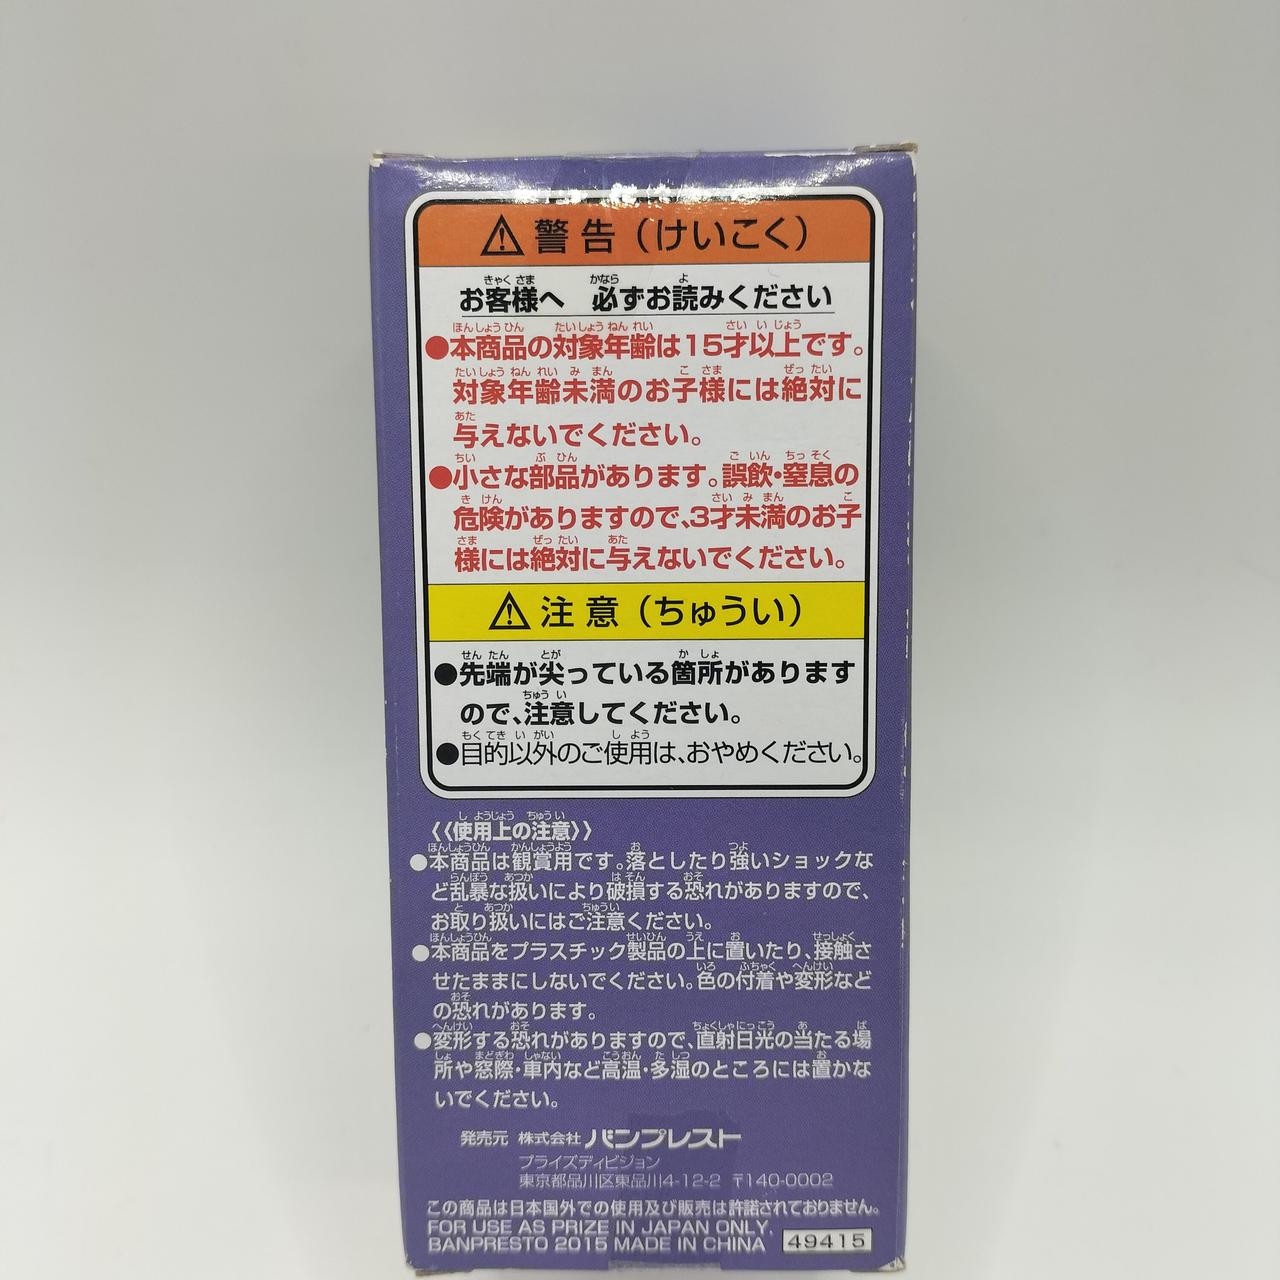 ⚠警告（けいこく）
お客様へ 必ずお読みください
●本商品の対象年齢は15才以上です。
対象年齢未満のお子様には絶対に
与えないでください。
●小さな部品があります。誤飲・窒息の
危険がありますので、3才未満のお子
様には絶対に与えないでください。
⚠注意（ちゅうい）
●先端が尖っている箇所があります
ので、注意してください。
●目的以外のご使用は、おやめください。
《使用上の注意》
●本商品は観賞用です。落としたり強いショックな
ど乱暴な扱いにより破損する恐れがありますので、
お取り扱いにはご注意ください。
●本商品をプラスチック製品の上に置いたり、接触さ
せたままにしないでください。色の付着や変形など
の恐れがあります。
●変形する恐れがありますので、直射日光の当たる場
所や窓際・車内など高温・多湿のところには置かな
いでください。
発売元 株式会社 バンプレスト
プライズディビジョン
東京都品川区東品川4-12-2 〒140-0002
この商品は日本国外での使用及び販売は許諾されておりません。
FOR USE AS PRIZE IN JAPAN ONLY.
BANPRESTO 2015 MADE IN CHINA 49415